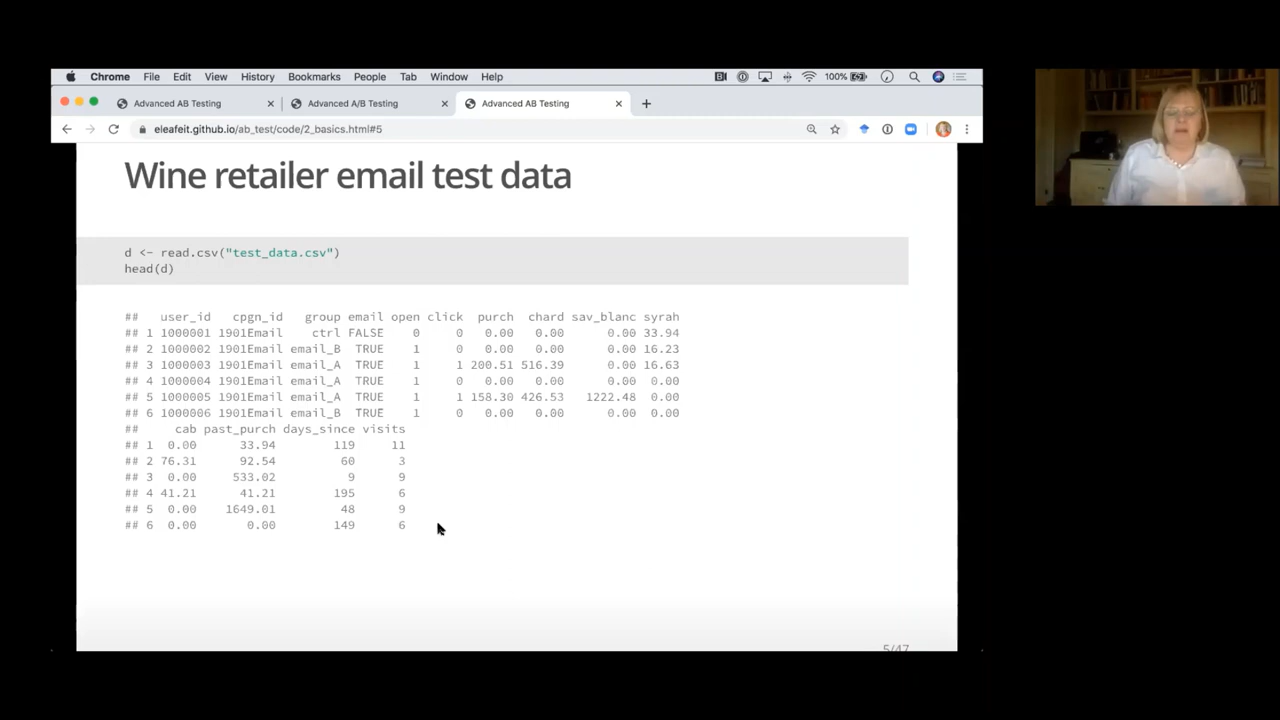 Chrome File Edit View History Bookmarks People Tab Window Help 100%
Advanced AB Testing Advanced A/B Testing Advanced AB Testing
eleafeit.github.io/ab_test/code/2_basics.html#5
Wine retailer email test data
d <- read.csv("test_data.csv")
head(d)
## user_id cpgn_id group email open click purch chard sav_blanc syrah
## 1 1000001 1901Email ctrl FALSE 0 0 0.00 0.00 0.00 33.94
## 2 1000002 1901Email email_B TRUE 1 0 0.00 0.00 0.00 16.23
## 3 1000003 1901Email email_A TRUE 1 1 200.51 516.39 0.00 16.63
## 4 1000004 1901Email email_A TRUE 1 0 0.00 0.00 0.00 0.00
## 5 1000005 1901Email email_A TRUE 1 1 158.30 426.53 1222.48 0.00
## 6 1000006 1901Email email_B TRUE 1 0 0.00 0.00 0.00 0.00
## cab past_purch days_since visits
## 1 0.00 33.94 119 11
## 2 76.31 92.54 60 3
## 3 0.00 533.02 9 9
## 4 41.21 41.21 195 6
## 5 0.00 1649.01 48 9
## 6 0.00 0.00 149 6
5/47